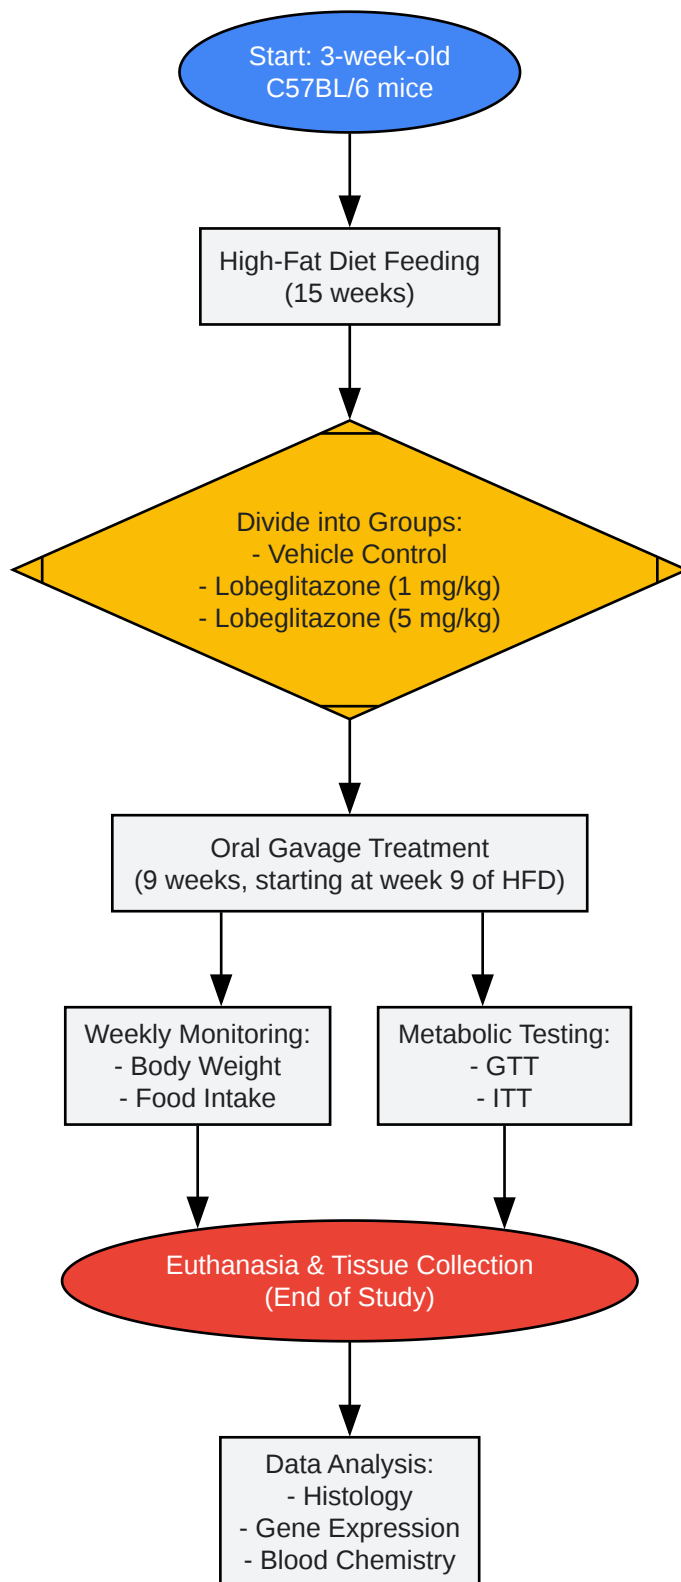 Start: 3-week-old
C57BL/6 mice
High-Fat Diet Feeding
(15 weeks)
Divide into Groups:
- Vehicle Control
- Lobeglitazone (1 mg/kg)
- Lobeglitazone (5 mg/kg)
Oral Gavage Treatment
(9 weeks, starting at week 9 of HFD)
Weekly Monitoring:
- Body Weight
- Food Intake
Metabolic Testing:
- GTT
- ITT
Euthanasia & Tissue Collection
(End of Study)
Data Analysis:
- Histology
- Gene Expression
- Blood Chemistry